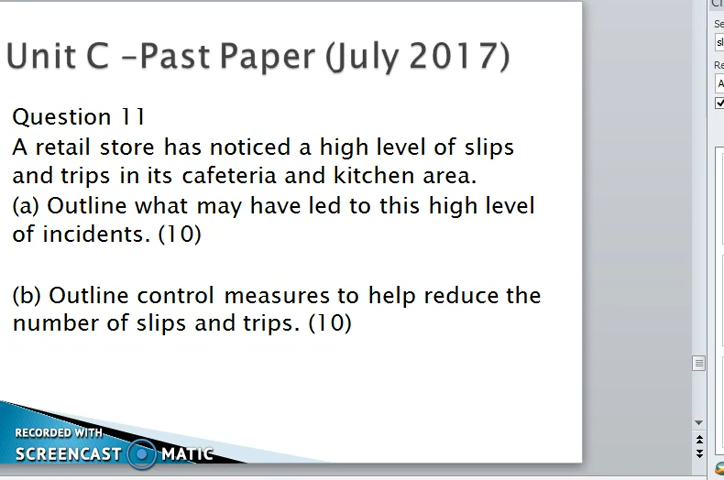 Unit C –Past Paper (July 2017)
Question 11
A retail store has noticed a high level of slips
and trips in its cafeteria and kitchen area.
(a) Outline what may have led to this high level
of incidents. (10)
(b) Outline control measures to help reduce the
number of slips and trips. (10)
RECORDED WITH
SCREENCAST MATIC